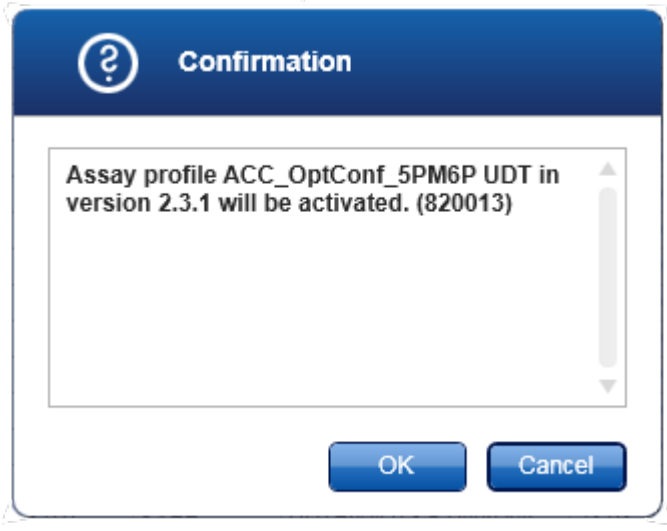 Confirmation
Assay profile ACC_OptConf_5PM6P UDT in
version 2.3.1 will be activated. (820013)
OK
Cancel